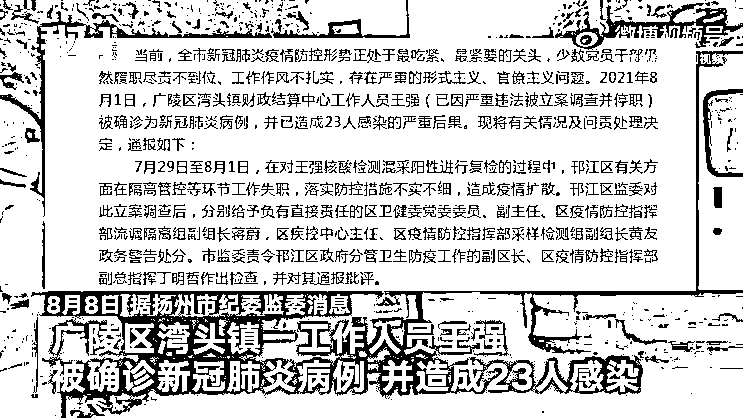 微博视频号
当前，全市新冠肺炎疫情防控形势正处于最吃紧、最紧要的关头，少数党员干部仍
然履职尽责不到位、工作作风不扎实，存在严重的形式主义、官僚主义问题。2021年8
月1日，广陵区湾头镇财政结算中心工作人员王强（已因严重违法被立案调查并停职）
被确诊为新冠肺炎病例，并已造成23人感染的严重后果。现将有关情况及问责处理决
定，通报如下：
7月29日至8月1日，在对王强核酸检测混采阳性进行复检的过程中，邗江区有关方
面在隔离管控等环节工作失职，落实防控措施不实不细，造成疫情扩散。邗江区监委对
此立案调查后，分别给予负有直接责任的区卫健委党委委员、副主任、区疫情防控指挥
部流调隔离组副组长蒋蔚，区疾控中心主任、区疫情防控指挥部采样检测组副组长黄友
政务警告处分。市监委责令邗江区政府分管卫生防疫工作的副区长、区疫情防控指挥部
副总指挥丁明哲作出检查，并对其通报批评。
8月8日 据扬州市纪委监委消息
广陵区湾头镇一工作人员王强
被确诊新冠肺炎病例 并造成23人感染